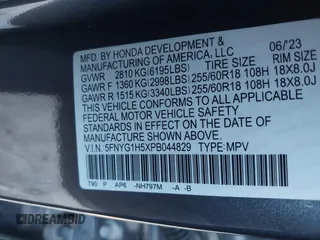 MFD. BY HONDA DEVELOPMENT &
MANUFACTURING OF AMERICA, LLC 06/'23
GVWR 2810 KG(6195LBS) TIRE SIZE RIM SIZE
GAWR F 1360 KG(2998LBS) 255/60R18 108H 18X8.0J
GAWR R 1515 KG(3340LBS) 255/60R18 108H 18X8.0J
THIS VEHICLE CONFORMS TO ALL APPLICABLE
FEDERAL MOTOR VEHICLE SAFETY STANDARDS
IN EFFECT ON THE DATE OF
MANUFACTURE SHOWN ABOVE.
V.I.N. 5FNYG1H5XPB044829 TYPE: MPV
T90 P AP6 -NH797M -A -B
DREAMBID